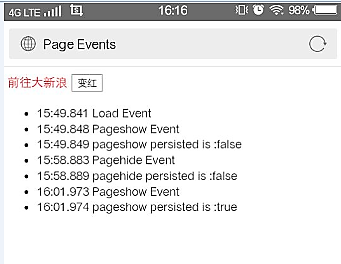 4G LTE 16:16 98%
Page Events
前往大新浪 变红
15:49.841 Load Event
15:49.848 Pageshow Event
15:49.849 pageshow persisted is :false
15:58.883 Pagehide Event
15:58.889 pagehide persisted is :false
16:01.973 Pageshow Event
16:01.974 pageshow persisted is :true